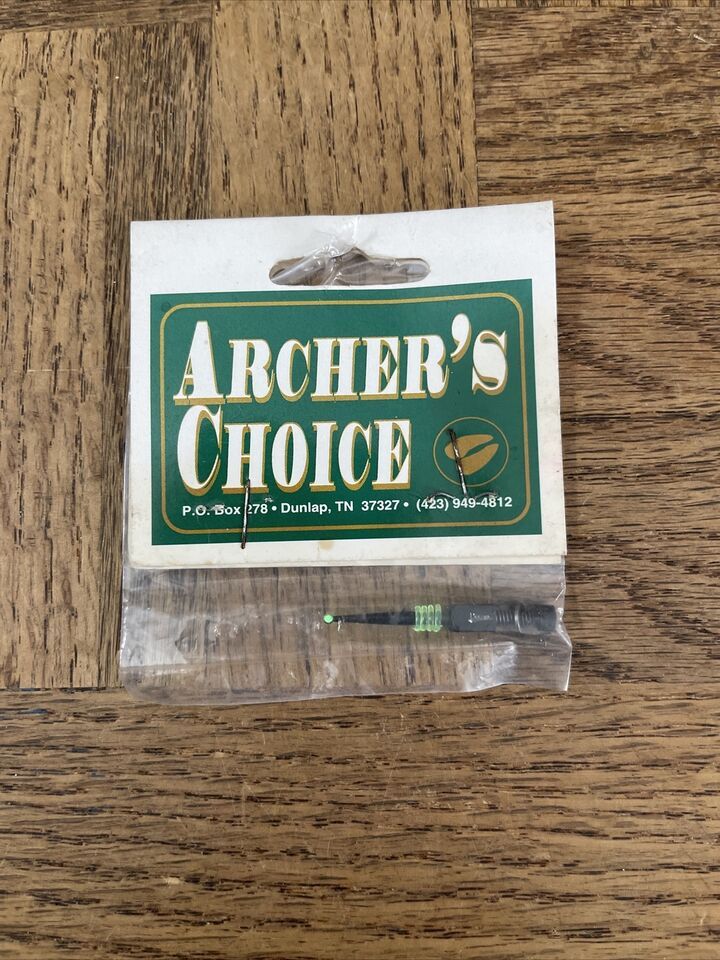 ARCHER'S
CHOICE
P.O. Box 278 • Dunlap, TN 37327 • (423) 949-4812